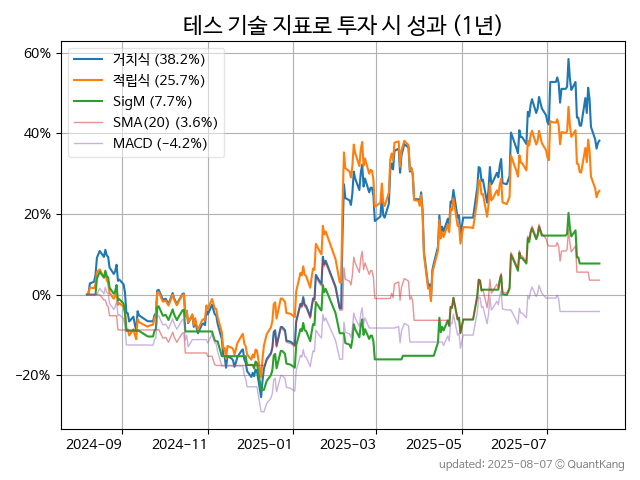 테스 기술 지표로 투자 시 성과 (1년)
60%
40%
20%
0%
−20%
거치식 (38.2%)
적립식 (25.7%)
SigM (7.7%)
SMA(20) (3.6%)
MACD (−4.2%)
2024-09 2024-11 2025-01 2025-03 2025-05 2025-07
updated: 2025-08-07 © QuantKang